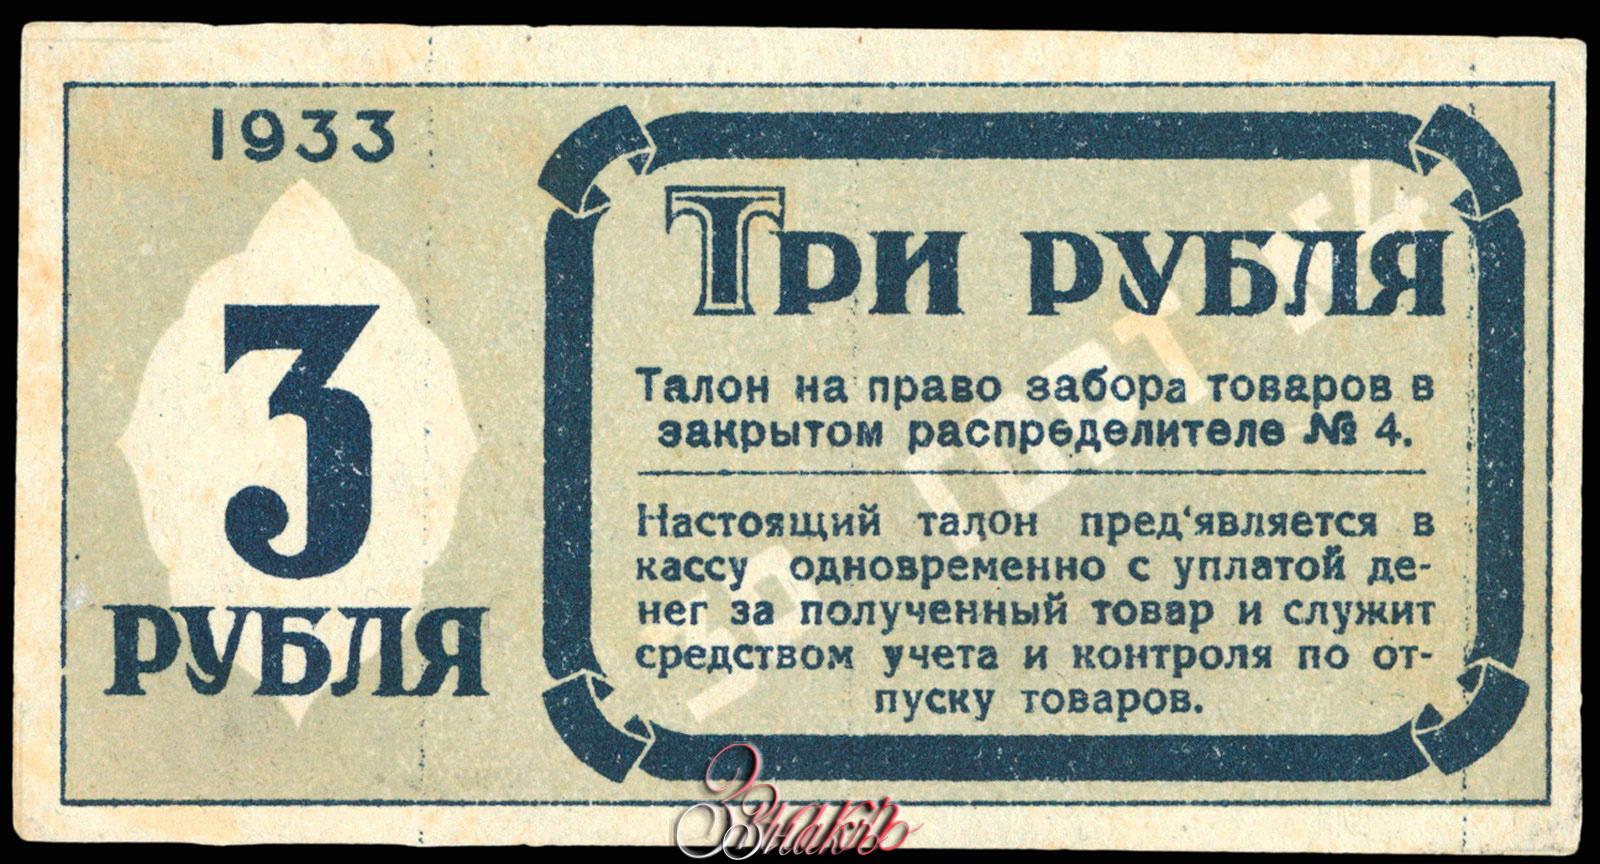 1933
3
РУБЛЯ
ТРИ РУБЛЯ
Талон на право забора товаров в
закрытом распределителе № 4.
Настоящий талон пред‘является в
кассу одновременно с уплатой де-
нег за полученный товар и служит
средством учета и контроля по от-
пуску товаров.
Знакъ